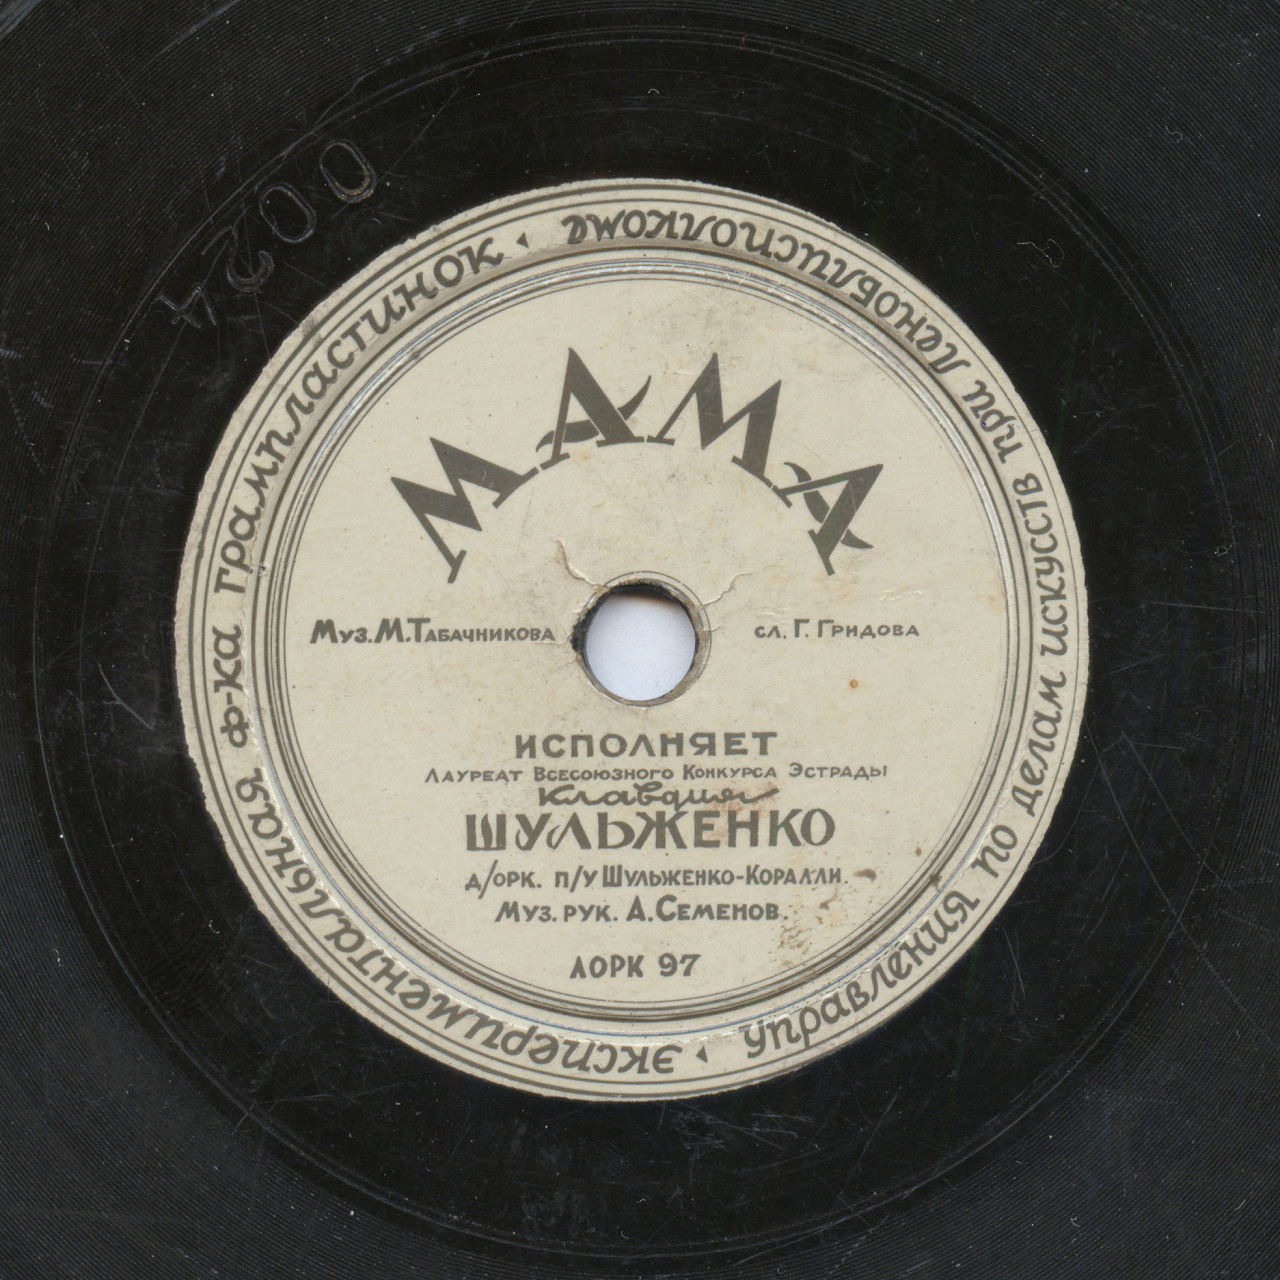 0024
экспериментальная ф-ка грампластинок · управления по делам искусств при леноблисполкоме ·
МАМА
Муз. М. Табачникова
сл. Г. Гридова
ИСПОЛНЯЕТ
Лауреат Всесоюзного Конкурса Эстрады
Клавдия
ШУЛЬЖЕНКО
д/орк. п/у Шульженко-Коралли.
Муз. рук. А. Семенов.
ЛОРК 97